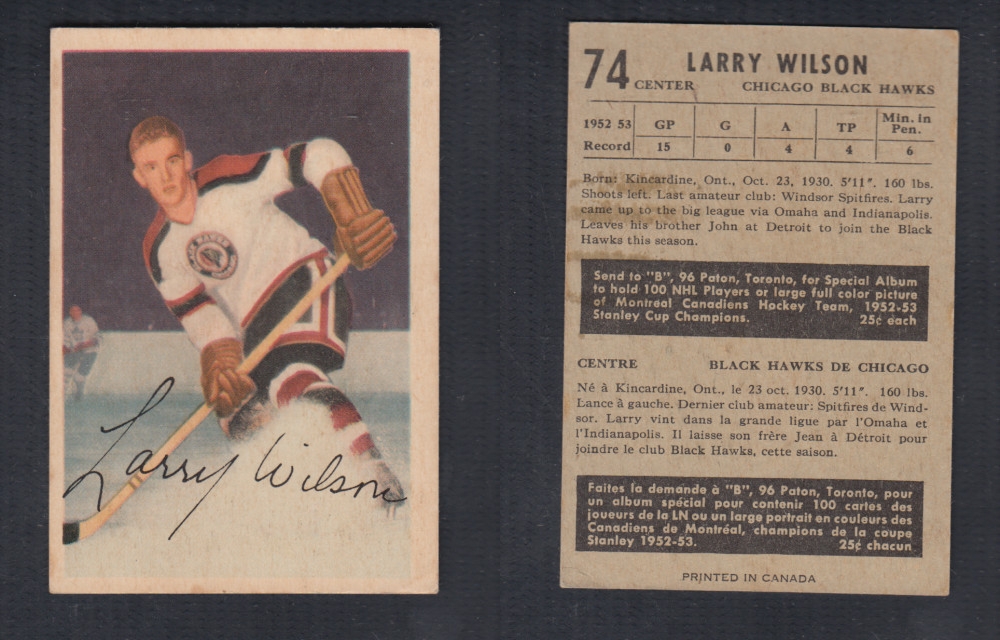 Larry Wilson
74
LARRY WILSON
CENTER CHICAGO BLACK HAWKS
1952 53 GP G A TP Min. in Pen.
Record 15 0 4 4 6
Born: Kincardine, Ont., Oct. 23, 1930. 5'11". 160 lbs.
Shoots left. Last amateur club: Windsor Spitfires. Larry
came up to the big league via Omaha and Indianapolis.
Leaves his brother John at Detroit to join the Black
Hawks this season.
Send to "B", 96 Paton, Toronto, for Special Album
to hold 100 NHL Players or large full color picture
of Montreal Canadiens Hockey Team, 1952-53
Stanley Cup Champions. 25¢ each
CENTRE BLACK HAWKS DE CHICAGO
Né à Kincardine, Ont., le 23 oct. 1930. 5'11". 160 lbs.
Lance à gauche. Dernier club amateur: Spitfires de Wind-
sor. Larry vint dans la grande ligue par l'Omaha et
l'Indianapolis. Il laisse son frère Jean à Détroit pour
joindre le club Black Hawks, cette saison.
Faites la demande à "B", 96 Paton, Toronto, pour
un album spécial pour contenir 100 cartes des
joueurs de la LN ou un large portrait en couleurs des
Canadiens de Montréal, champions de la coupe
Stanley 1952-53. 25¢ chacun
PRINTED IN CANADA